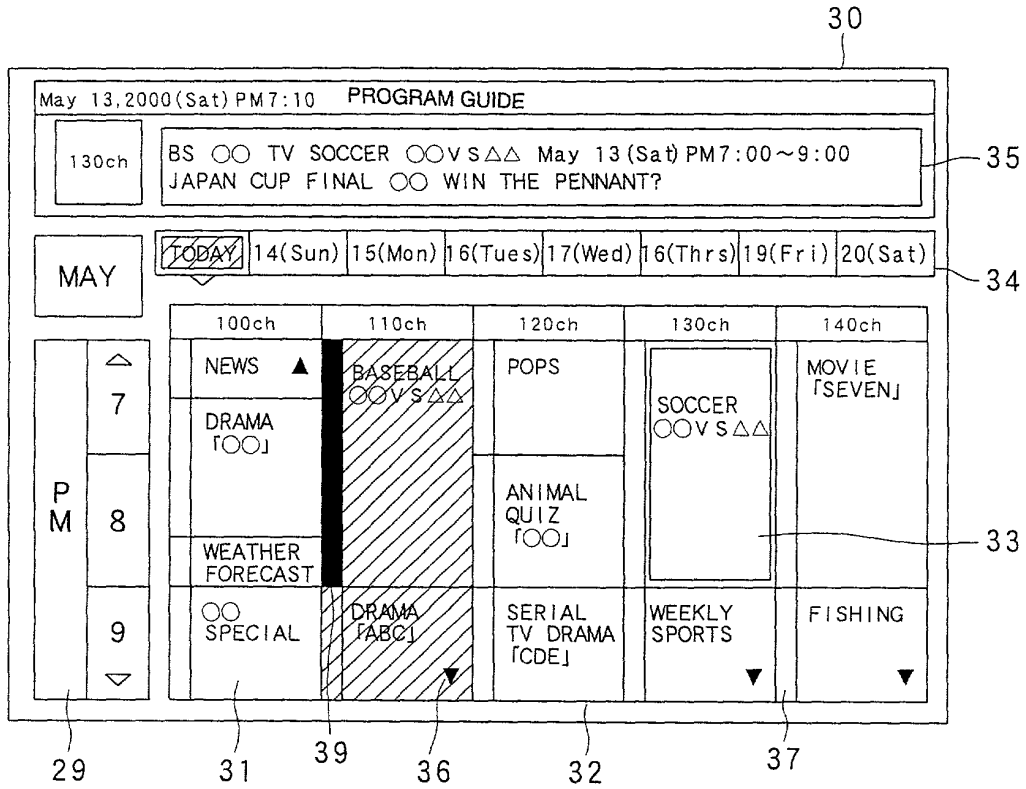 30
May 13,2000(Sat)PM7:10 PROGRAM GUIDE
130ch
BS ○○ TV SOCCER ○○VS△△ May 13(Sat)PM7:00~9:00
JAPAN CUP FINAL ○○ WIN THE PENNANT?
35
MAY
TODAY 14(Sun) 15(Mon) 16(Tues) 17(Wed) 16(Thrs) 19(Fri) 20(Sat)
34
100ch 110ch 120ch 130ch 140ch
PM
7
8
9
NEWS ▲
DRAMA
「○○」
WEATHER
FORECAST
○○
SPECIAL
BASEBALL
○○VS△△
DRAMA
「ABC」
▼
POPS
ANIMAL
QUIZ
「○○」
SERIAL
TV DRAMA
「CDE」
SOCCER
○○VS△△
WEEKLY
SPORTS
▼
MOVIE
「SEVEN」
FISHING
▼
33
29 31 39 36 32 37